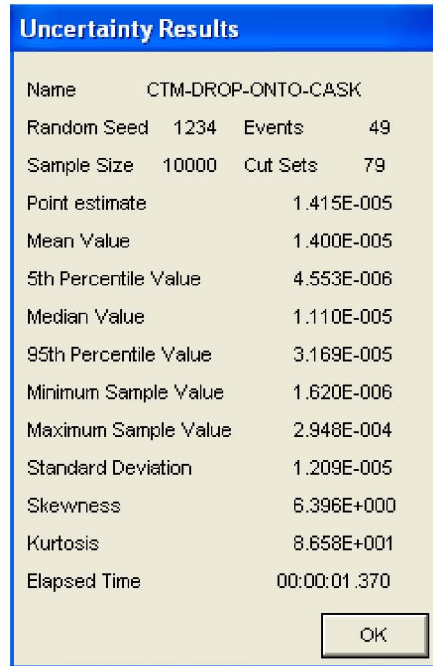 Uncertainty Results
Name CTM-DROP-ONTO-CASK
Random Seed 1234 Events 49
Sample Size 10000 Cut Sets 79
Point estimate 1.415E-005
Mean Value 1.400E-005
5th Percentile Value 4.553E-006
Median Value 1.110E-005
95th Percentile Value 3.169E-005
Minimum Sample Value 1.620E-006
Maximum Sample Value 2.948E-004
Standard Deviation 1.209E-005
Skewness 6.396E+000
Kurtosis 8.658E+001
Elapsed Time 00:00:01.370
OK